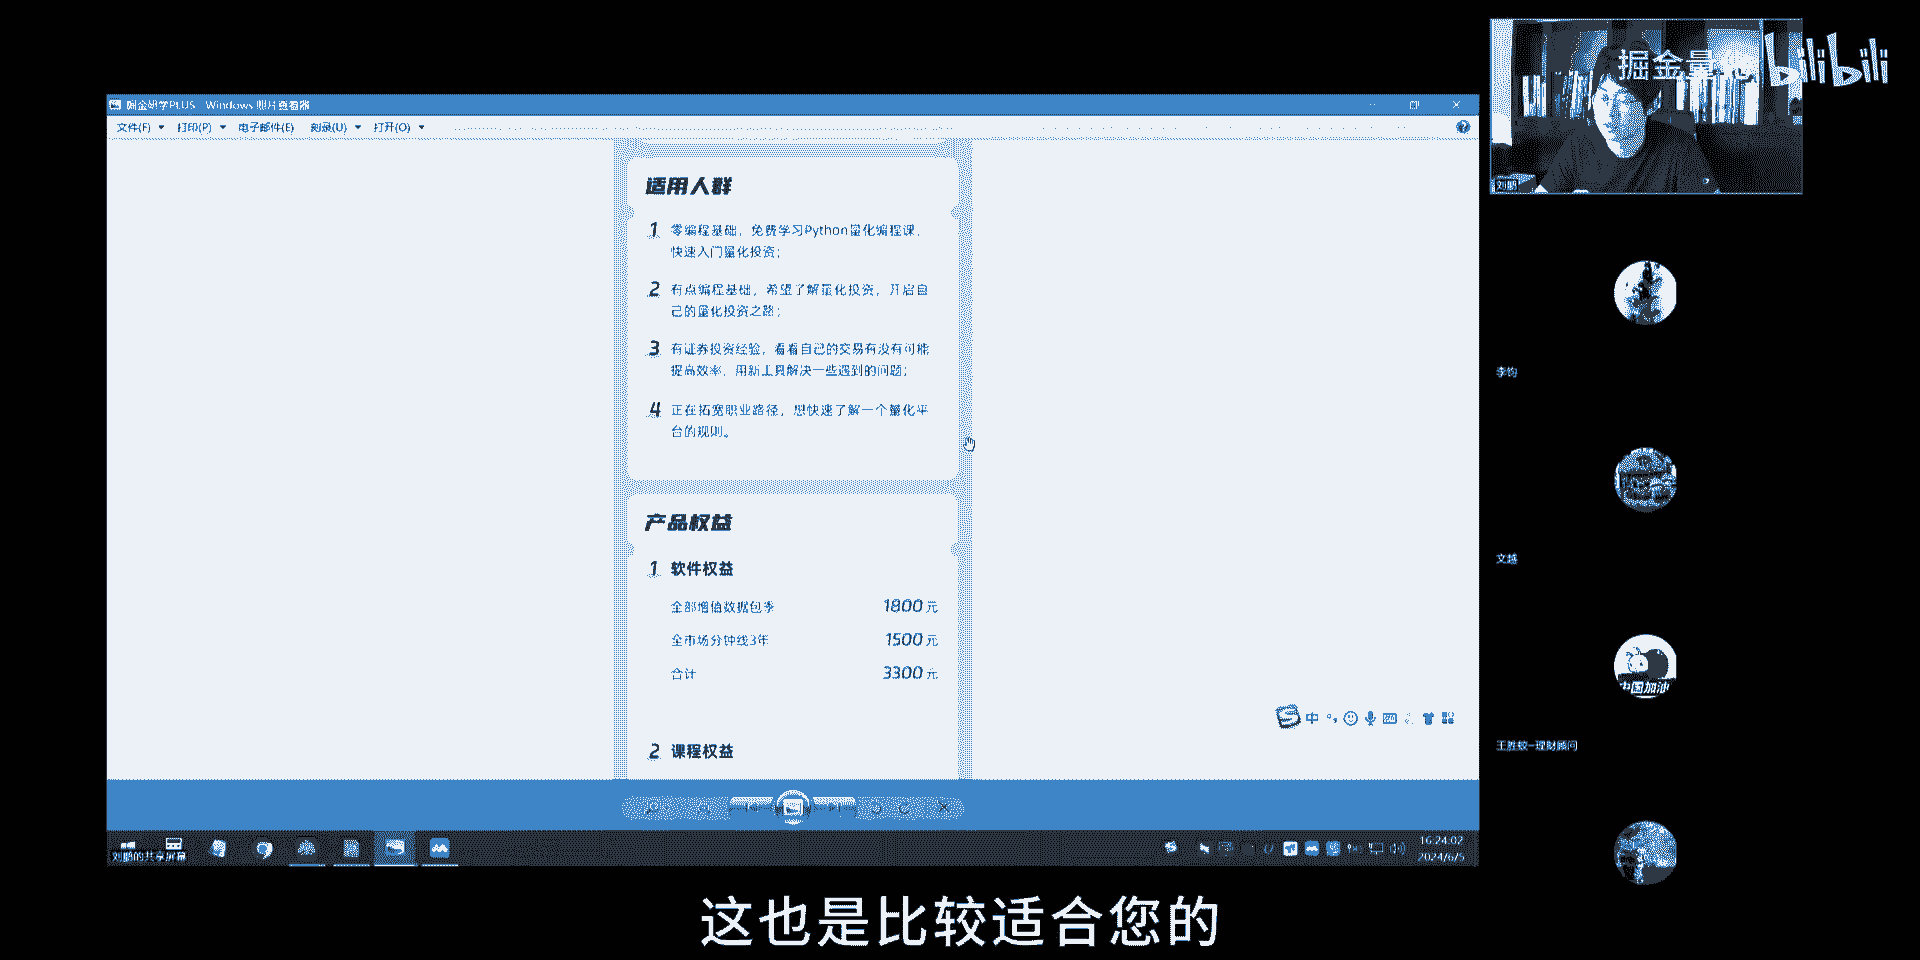 掘金量化 bilibili
掘金研学PLUS - Windows 照片查看器
文件(F) 打印(P) 电子邮件(E) 刻录(U) 打开(O)
适用人群
1 零编程基础，免费学习Python量化编程课，
快速入门量化投资；
2 有点编程基础，希望了解量化投资，开启自
己的量化投资之路；
3 有证券投资经验，看看自己的交易有没有可能
提高效率，用新工具解决一些遇到的问题；
4 正在拓宽职业路径，想快速了解一个量化平
台的规则。
产品权益
1 软件权益
全部增值数据包季 1800 元
全市场分钟线3年 1500 元
合计 3300 元
2 课程权益
中
刘鹏
李钧
文越
中国加油
刘鹏的共享屏幕
16:24:02
2024/6/5
这也是比较适合您的